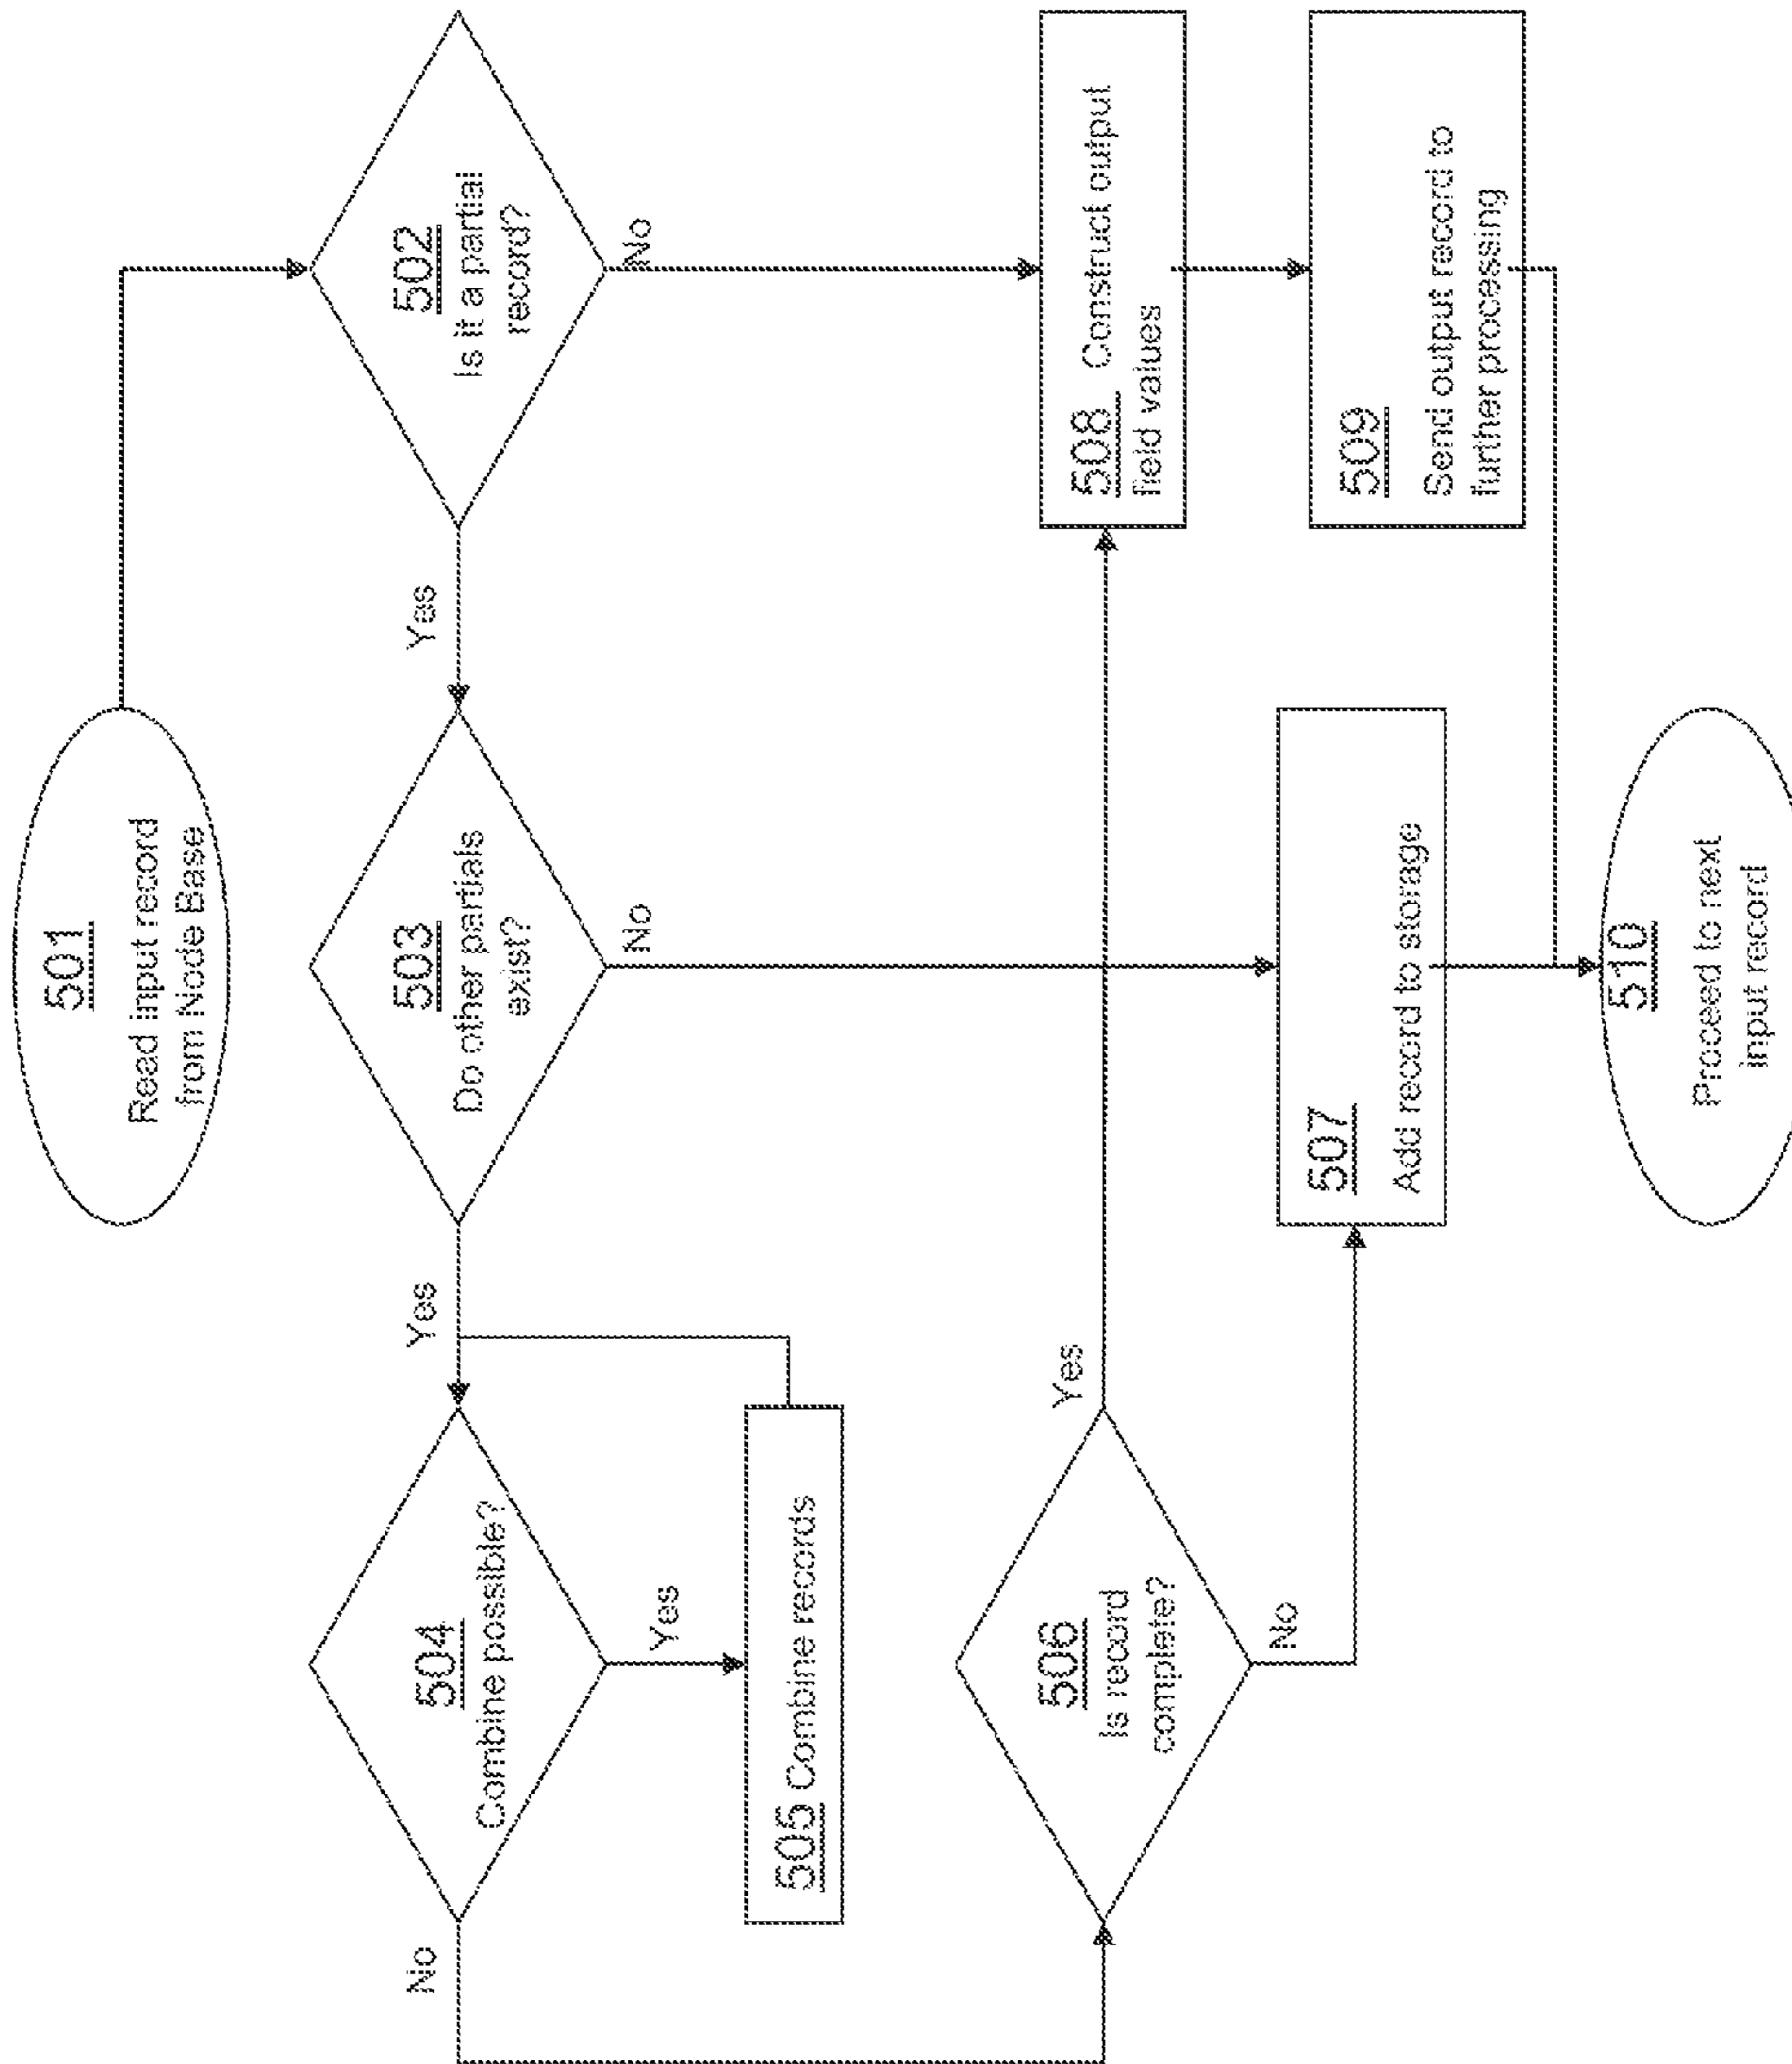 501
Read input record
from Node Base
502
Is it a partial
record?
Yes
No
503
Do other partials
exist?
Yes
No
504
Combine possible?
No
Yes
505 Combine records
506
Is record
complete?
Yes
No
507
Add record to storage
508 Construct output
field values
509
Send output record to
further processing
510
Proceed to next
input record